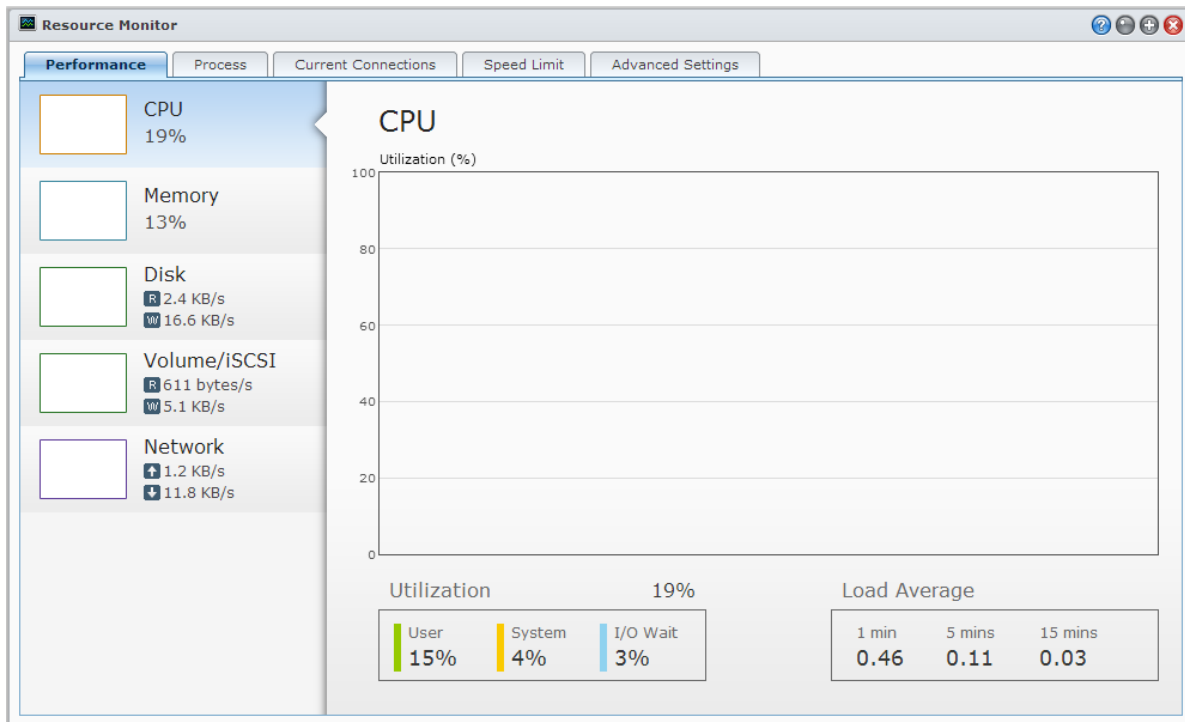 Resource Monitor
Performance Process Current Connections Speed Limit Advanced Settings
CPU
19%
Memory
13%
Disk
R 2.4 KB/s
W 16.6 KB/s
Volume/iSCSI
R 611 bytes/s
W 5.1 KB/s
Network
1.2 KB/s
11.8 KB/s
CPU
Utilization (%)
100
80
60
40
20
0
Utilization 19%
User System I/O Wait
15% 4% 3%
Load Average
1 min 5 mins 15 mins
0.46 0.11 0.03